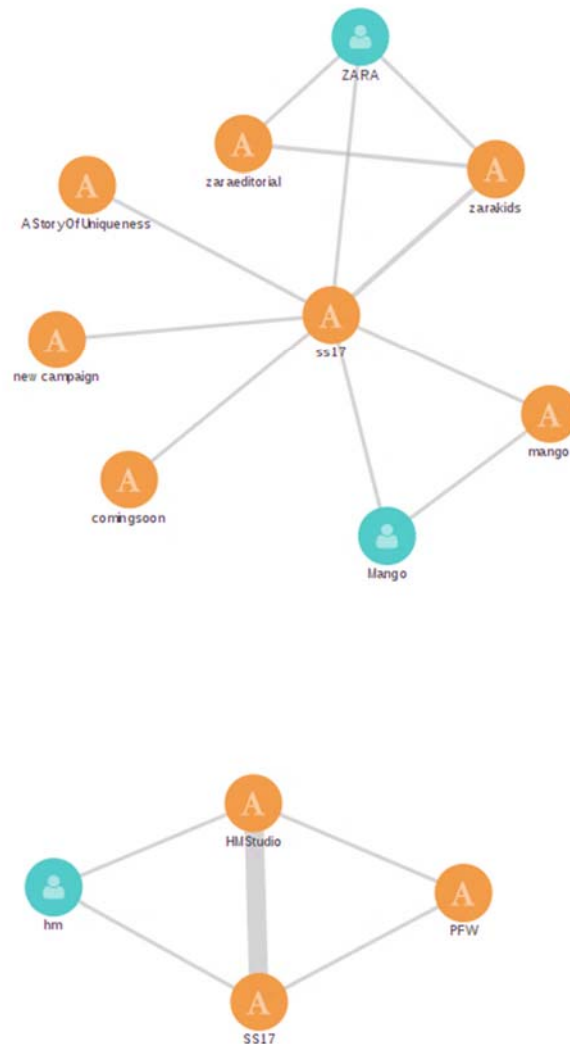 ZARA
A
zaraeditorial
A
zarakids
A
AStoryOfUniqueness
A
ss17
A
new campaign
A
mango
A
comingsoon
Mango
A
HMStudio
hm
A
PFW
A
SS17